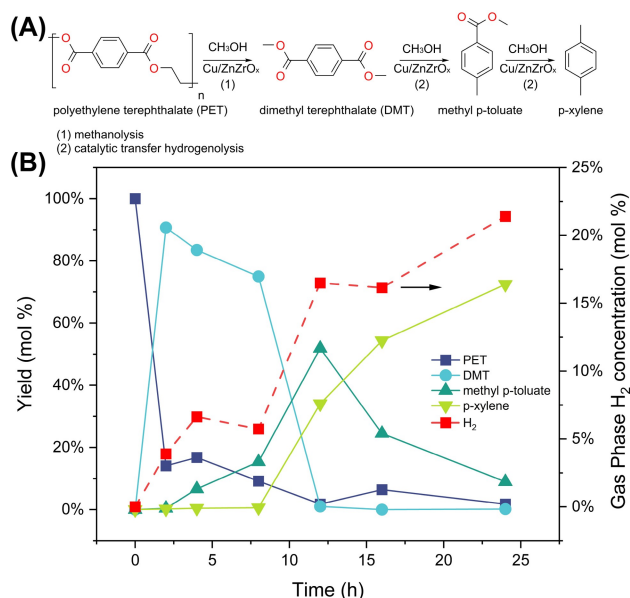 (A)
O
O
O
O
n
CH₃OH
Cu/ZnZrOₓ
(1)
O
O
O
O
CH₃OH
Cu/ZnZrOₓ
(2)
O
O
CH₃OH
Cu/ZnZrOₓ
(2)
polyethylene terephthalate (PET)
dimethyl terephthalate (DMT)
methyl p-toluate
p-xylene
(1) methanolysis
(2) catalytic transfer hydrogenolysis
(B)
Yield (mol %)
100%
80%
60%
40%
20%
0%
25%
20%
15%
10%
5%
0%
Gas Phase H₂ concentration (mol %)
PET
DMT
methyl p-toluate
p-xylene
H₂
0 5 10 15 20 25
Time (h)